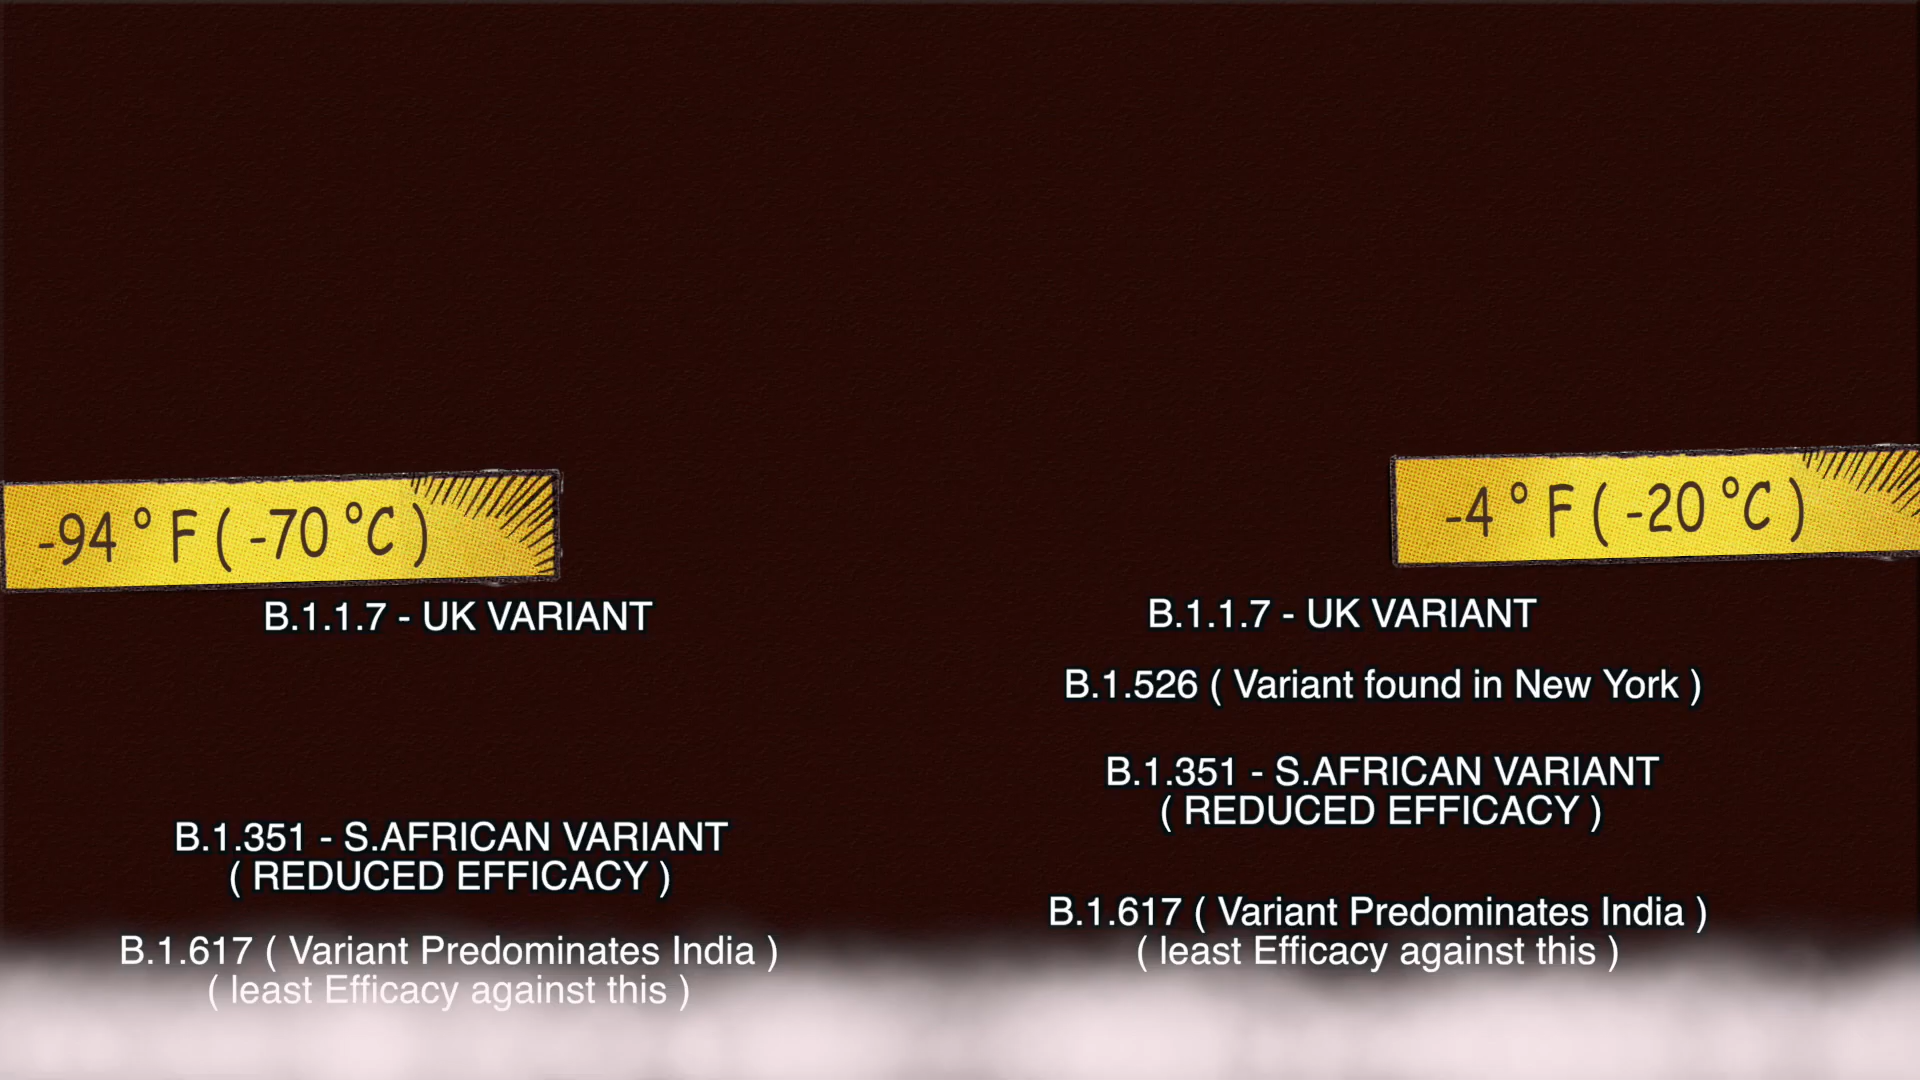 -94 ° F ( -70 °C )
B.1.1.7 - UK VARIANT
B.1.351 - S.AFRICAN VARIANT
( REDUCED EFFICACY )
B.1.617 ( Variant Predominates India )
( least Efficacy against this )
-4 ° F ( -20 °C )
B.1.1.7 - UK VARIANT
B.1.526 ( Variant found in New York )
B.1.351 - S.AFRICAN VARIANT
( REDUCED EFFICACY )
B.1.617 ( Variant Predominates India )
( least Efficacy against this )